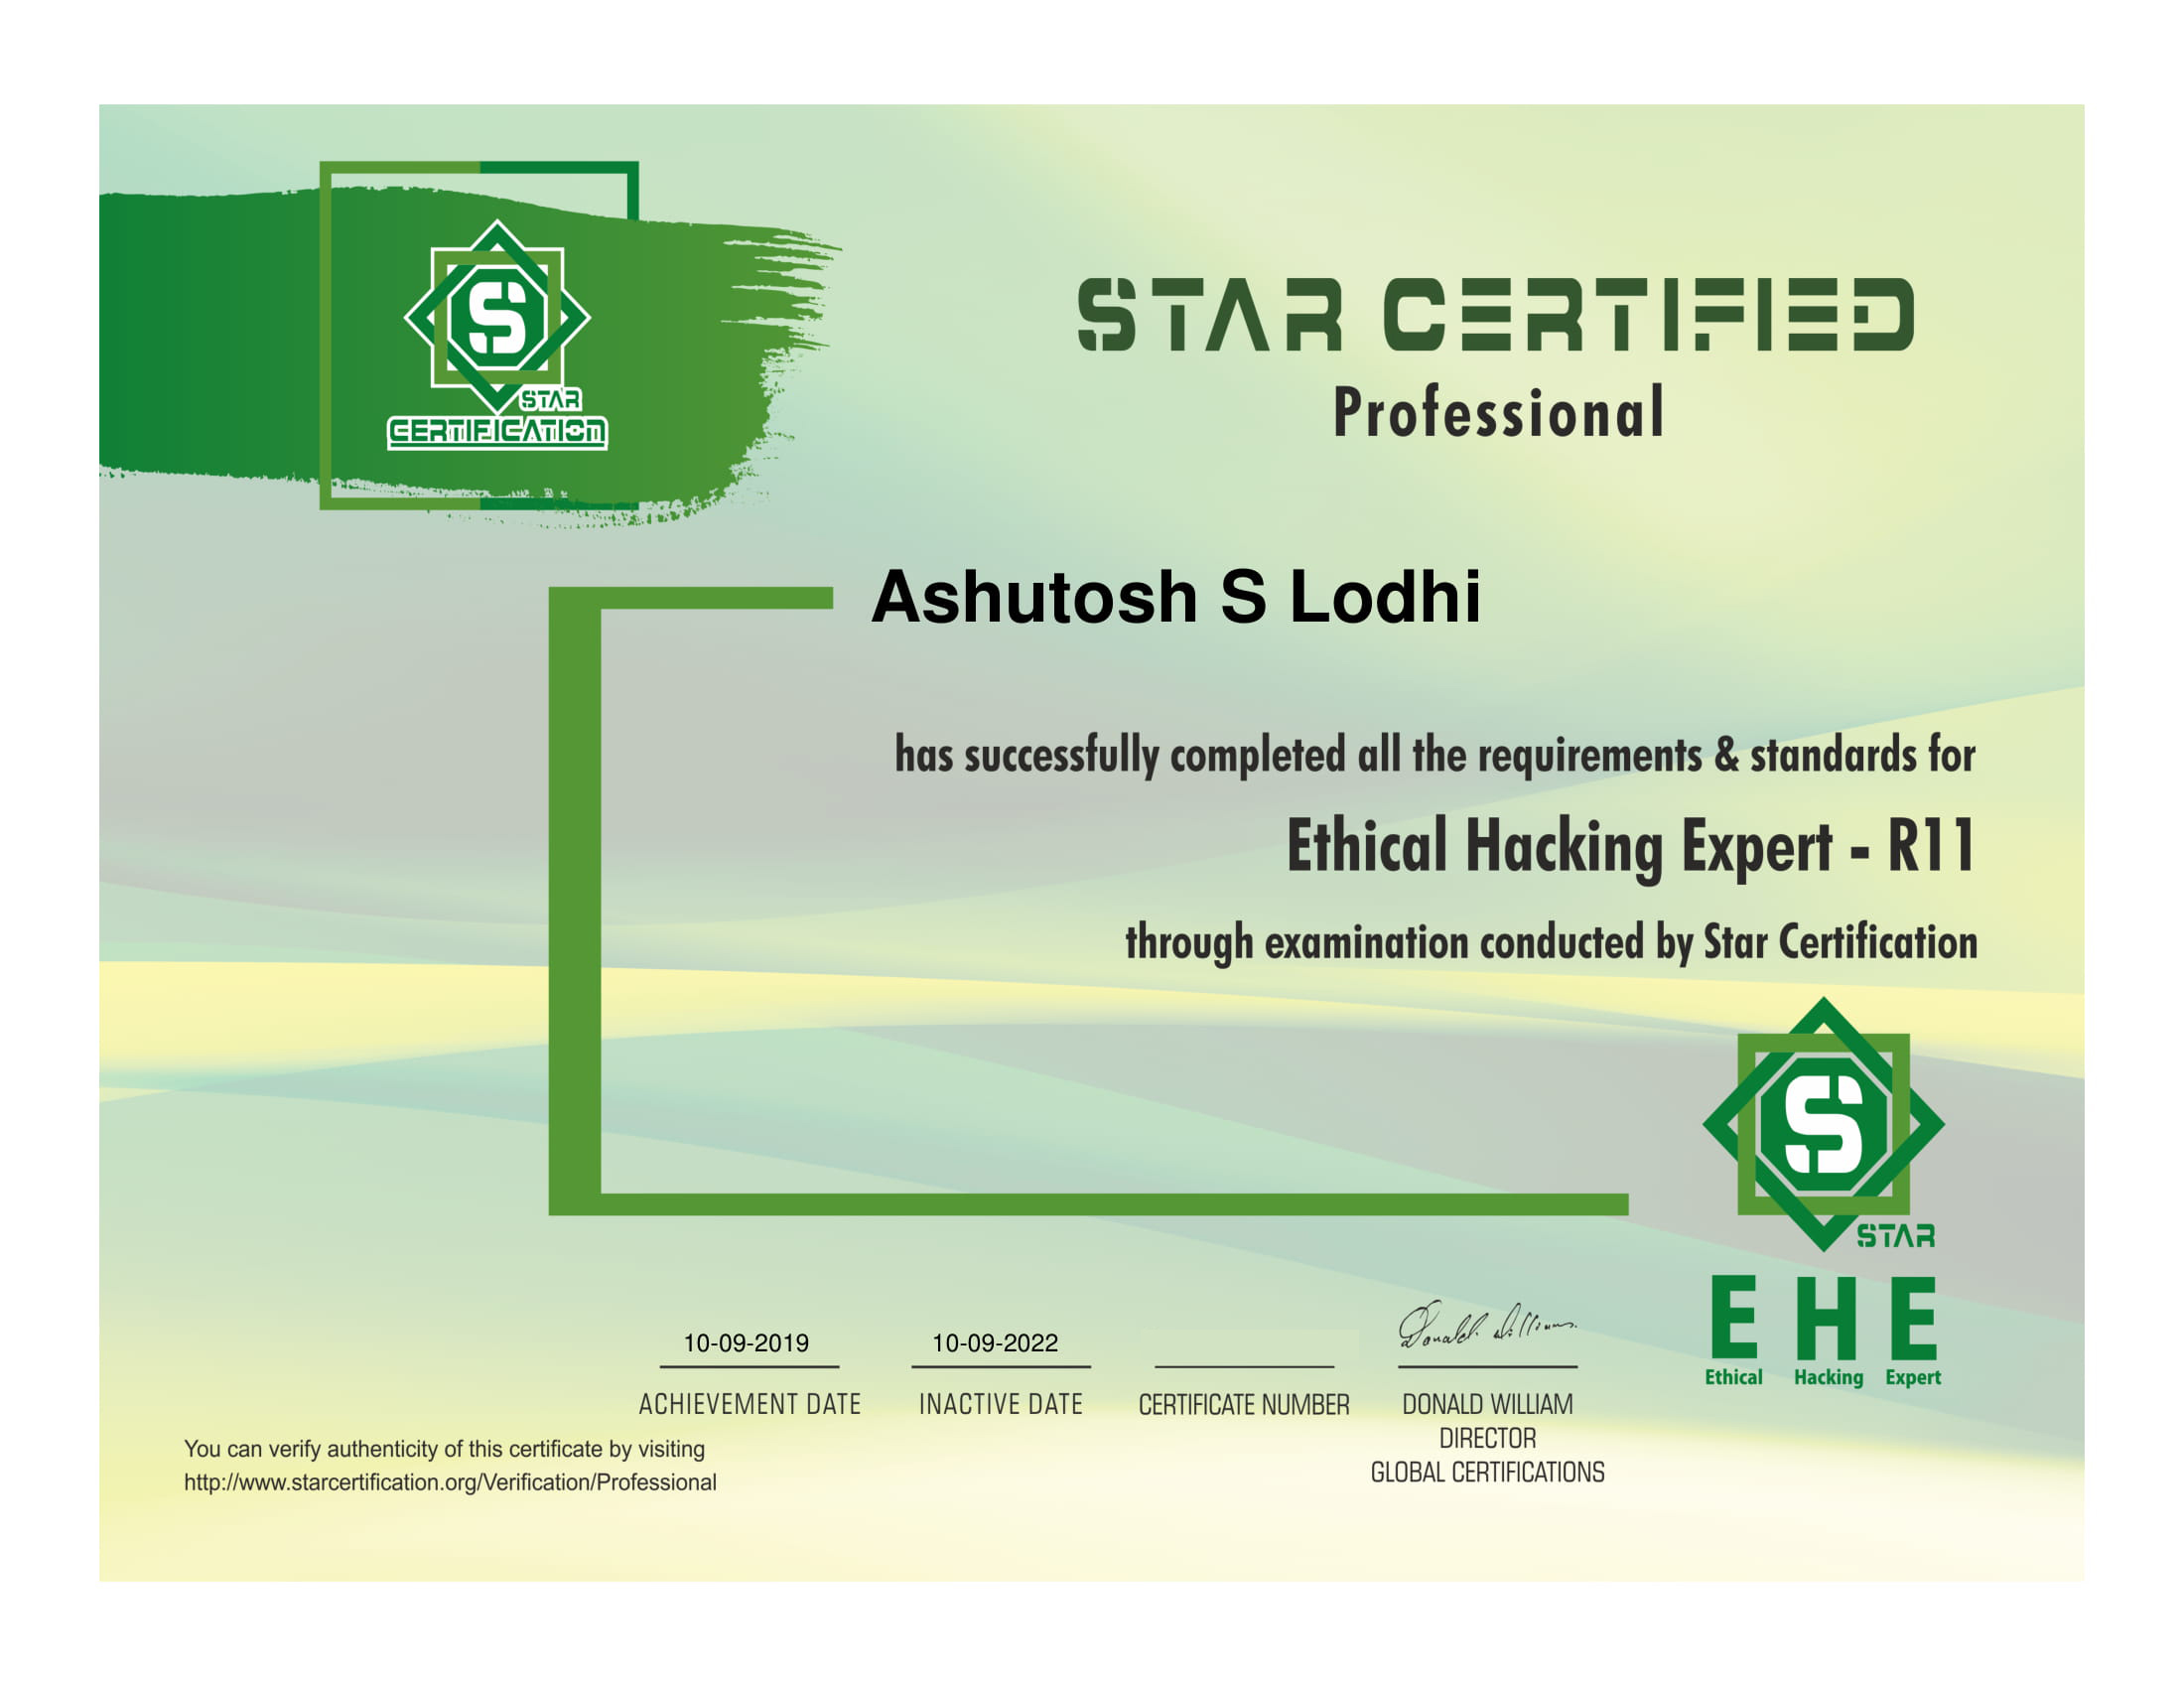 S
STAR
CERTIFICATION
STAR CERTIFIED
Professional
Ashutosh S Lodhi
has successfully completed all the requirements & standards for
Ethical Hacking Expert - R11
through examination conducted by Star Certification
S
STAR
E H E
Ethical Hacking Expert
10-09-2019
ACHIEVEMENT DATE
10-09-2022
INACTIVE DATE
CERTIFICATE NUMBER
Donald Williams.
DONALD WILLIAM
DIRECTOR
GLOBAL CERTIFICATIONS
You can verify authenticity of this certificate by visiting
http://www.starcertification.org/Verification/Professional